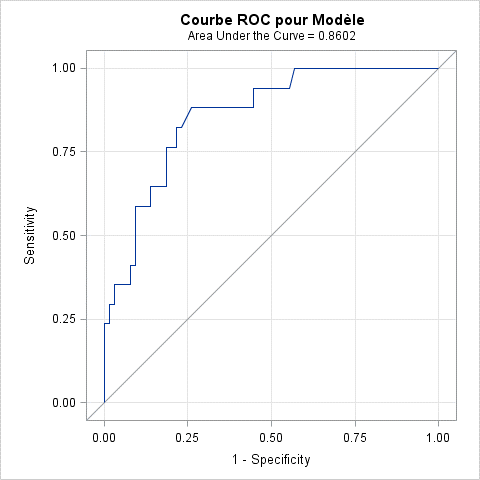 Courbe ROC pour Modèle
Area Under the Curve = 0.8602
1.00
0.75
0.50
0.25
0.00
Sensitivity
0.00 0.25 0.50 0.75 1.00
1 - Specificity